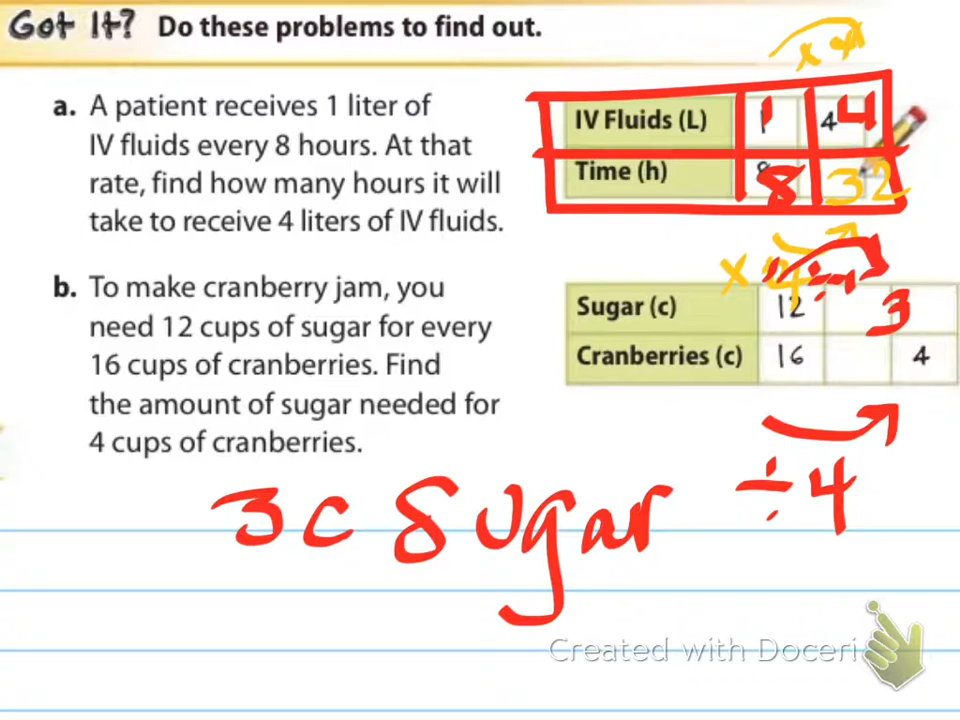 Got It? Do these problems to find out.
x 4
a. A patient receives 1 liter of
IV fluids every 8 hours. At that
rate, find how many hours it will
take to receive 4 liters of IV fluids.
IV Fluids (L) 1 1 4 4
Time (h) 8 8 32
x 4
÷4
b. To make cranberry jam, you
need 12 cups of sugar for every
16 cups of cranberries. Find
the amount of sugar needed for
4 cups of cranberries.
Sugar (c) 12 3
Cranberries (c) 16 4
÷4
3c Sugar
Created with Doceri